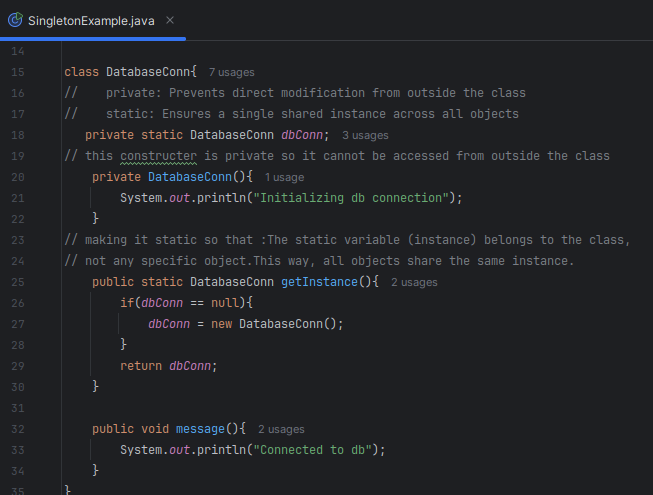 SingletonExample.java ×
14
15 class DatabaseConn{ 7 usages
16 // private: Prevents direct modification from outside the class
17 // static: Ensures a single shared instance across all objects
18 private static DatabaseConn dbConn; 3 usages
19 // this constructer is private so it cannot be accessed from outside the class
20 private DatabaseConn(){ 1 usage
21 System.out.println("Initializing db connection");
22 }
23 // making it static so that :The static variable (instance) belongs to the class,
24 // not any specific object.This way, all objects share the same instance.
25 public static DatabaseConn getInstance(){ 2 usages
26 if(dbConn == null){
27 dbConn = new DatabaseConn();
28 }
29 return dbConn;
30 }
31
32 public void message(){ 2 usages
33 System.out.println("Connected to db");
34 }
35 }